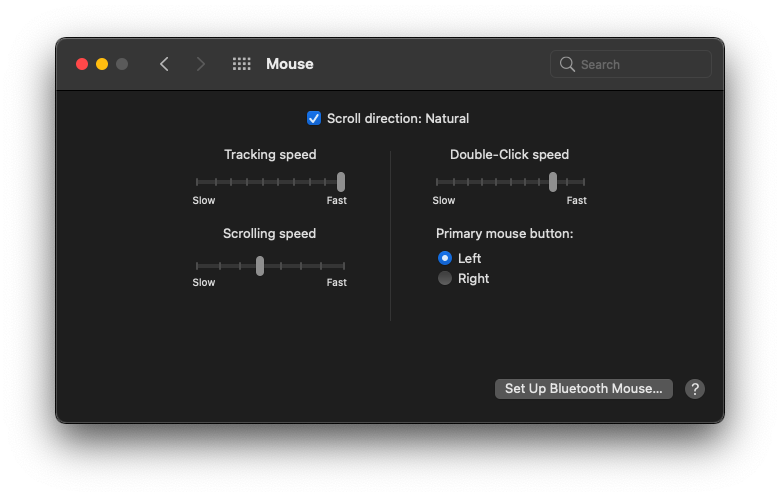 Mouse
Search
Scroll direction: Natural
Tracking speed
Slow
Fast
Scrolling speed
Slow
Fast
Double-Click speed
Slow
Fast
Primary mouse button:
Left
Right
Set Up Bluetooth Mouse...
?